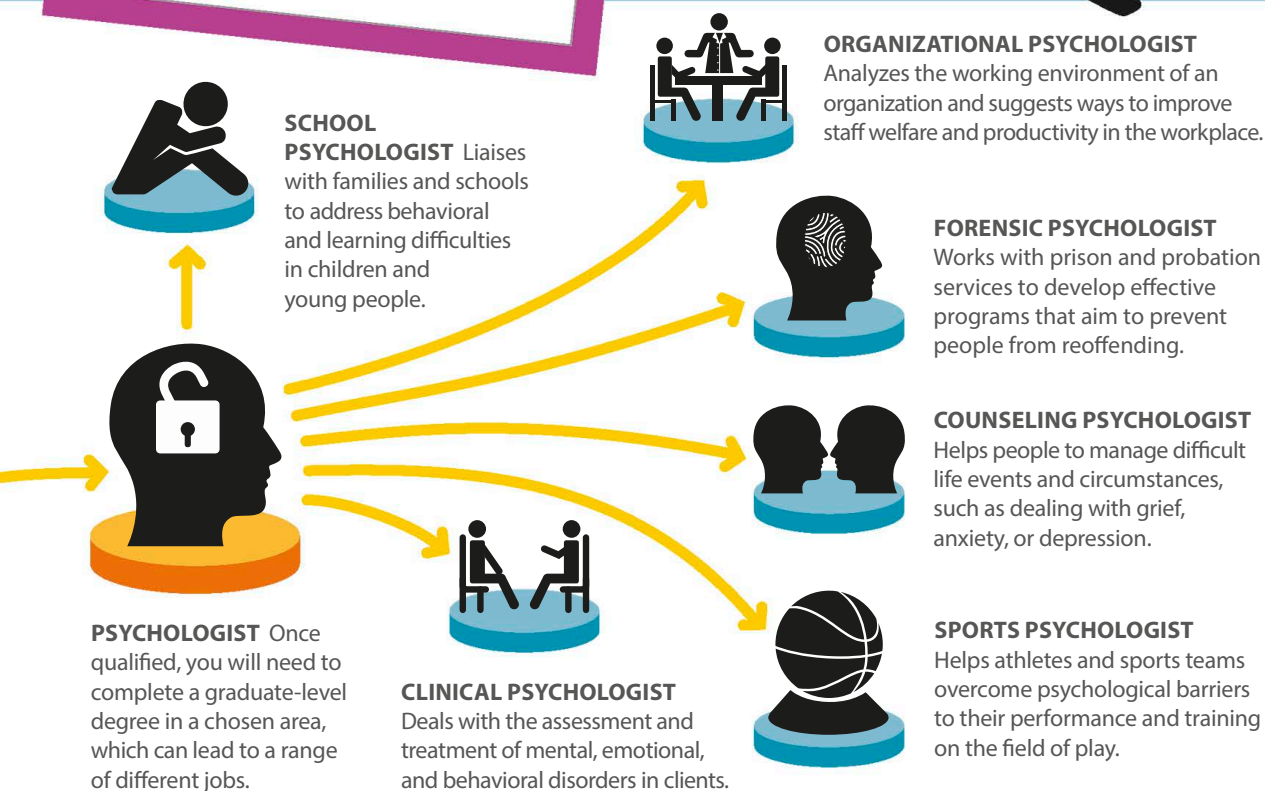 SCHOOL
PSYCHOLOGIST Liaises
with families and schools
to address behavioral
and learning difficulties
in children and
young people.
ORGANIZATIONAL PSYCHOLOGIST
Analyzes the working environment of an
organization and suggests ways to improve
staff welfare and productivity in the workplace.
FORENSIC PSYCHOLOGIST
Works with prison and probation
services to develop effective
programs that aim to prevent
people from reoffending.
COUNSELING PSYCHOLOGIST
Helps people to manage difficult
life events and circumstances,
such as dealing with grief,
anxiety, or depression.
PSYCHOLOGIST Once
qualified, you will need to
complete a graduate-level
degree in a chosen area,
which can lead to a range
of different jobs.
CLINICAL PSYCHOLOGIST
Deals with the assessment and
treatment of mental, emotional,
and behavioral disorders in clients.
SPORTS PSYCHOLOGIST
Helps athletes and sports teams
overcome psychological barriers
to their performance and training
on the field of play.